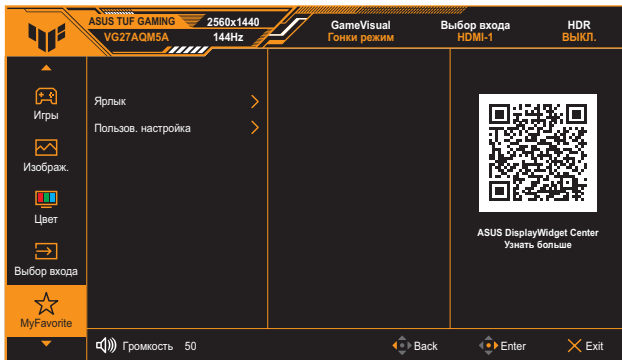 ASUS TUF GAMING 2560x1440
VG27AQM5A 144Hz
GameVisual
Гонки режим
Выбор входа
HDMI-1
HDR
ВЫКЛ.
Игры
Изображ.
Цвет
Выбор входа
MyFavorite
Ярлык
Пользов. настройка
ASUS DisplayWidget Center
Узнать больше
Громкость 50
Back
Enter
Exit